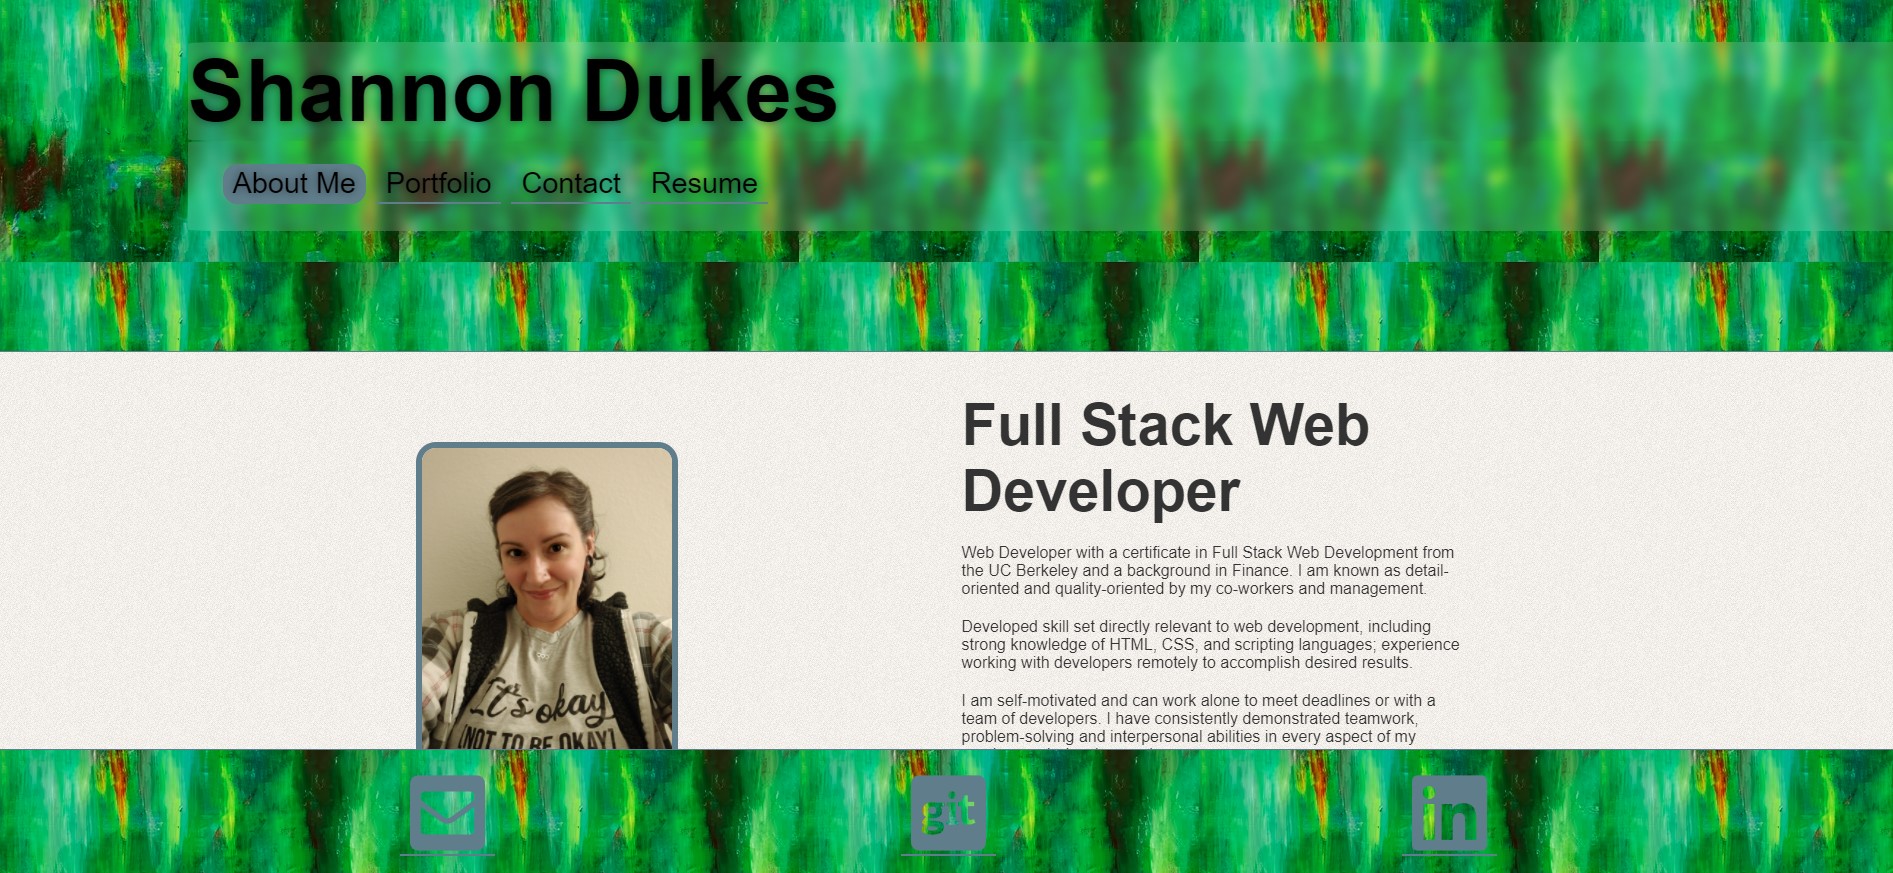 Shannon Dukes
About Me Portfolio Contact Resume
Full Stack Web
Developer
Web Developer with a certificate in Full Stack Web Development from
the UC Berkeley and a background in Finance. I am known as detail-
oriented and quality-oriented by my co-workers and management.
Developed skill set directly relevant to web development, including
strong knowledge of HTML, CSS, and scripting languages; experience
working with developers remotely to accomplish desired results.
I am self-motivated and can work alone to meet deadlines or with a
team of developers. I have consistently demonstrated teamwork,
problem-solving and interpersonal abilities in every aspect of my
It's okay
[NOT TO BE OKAY]
git
in